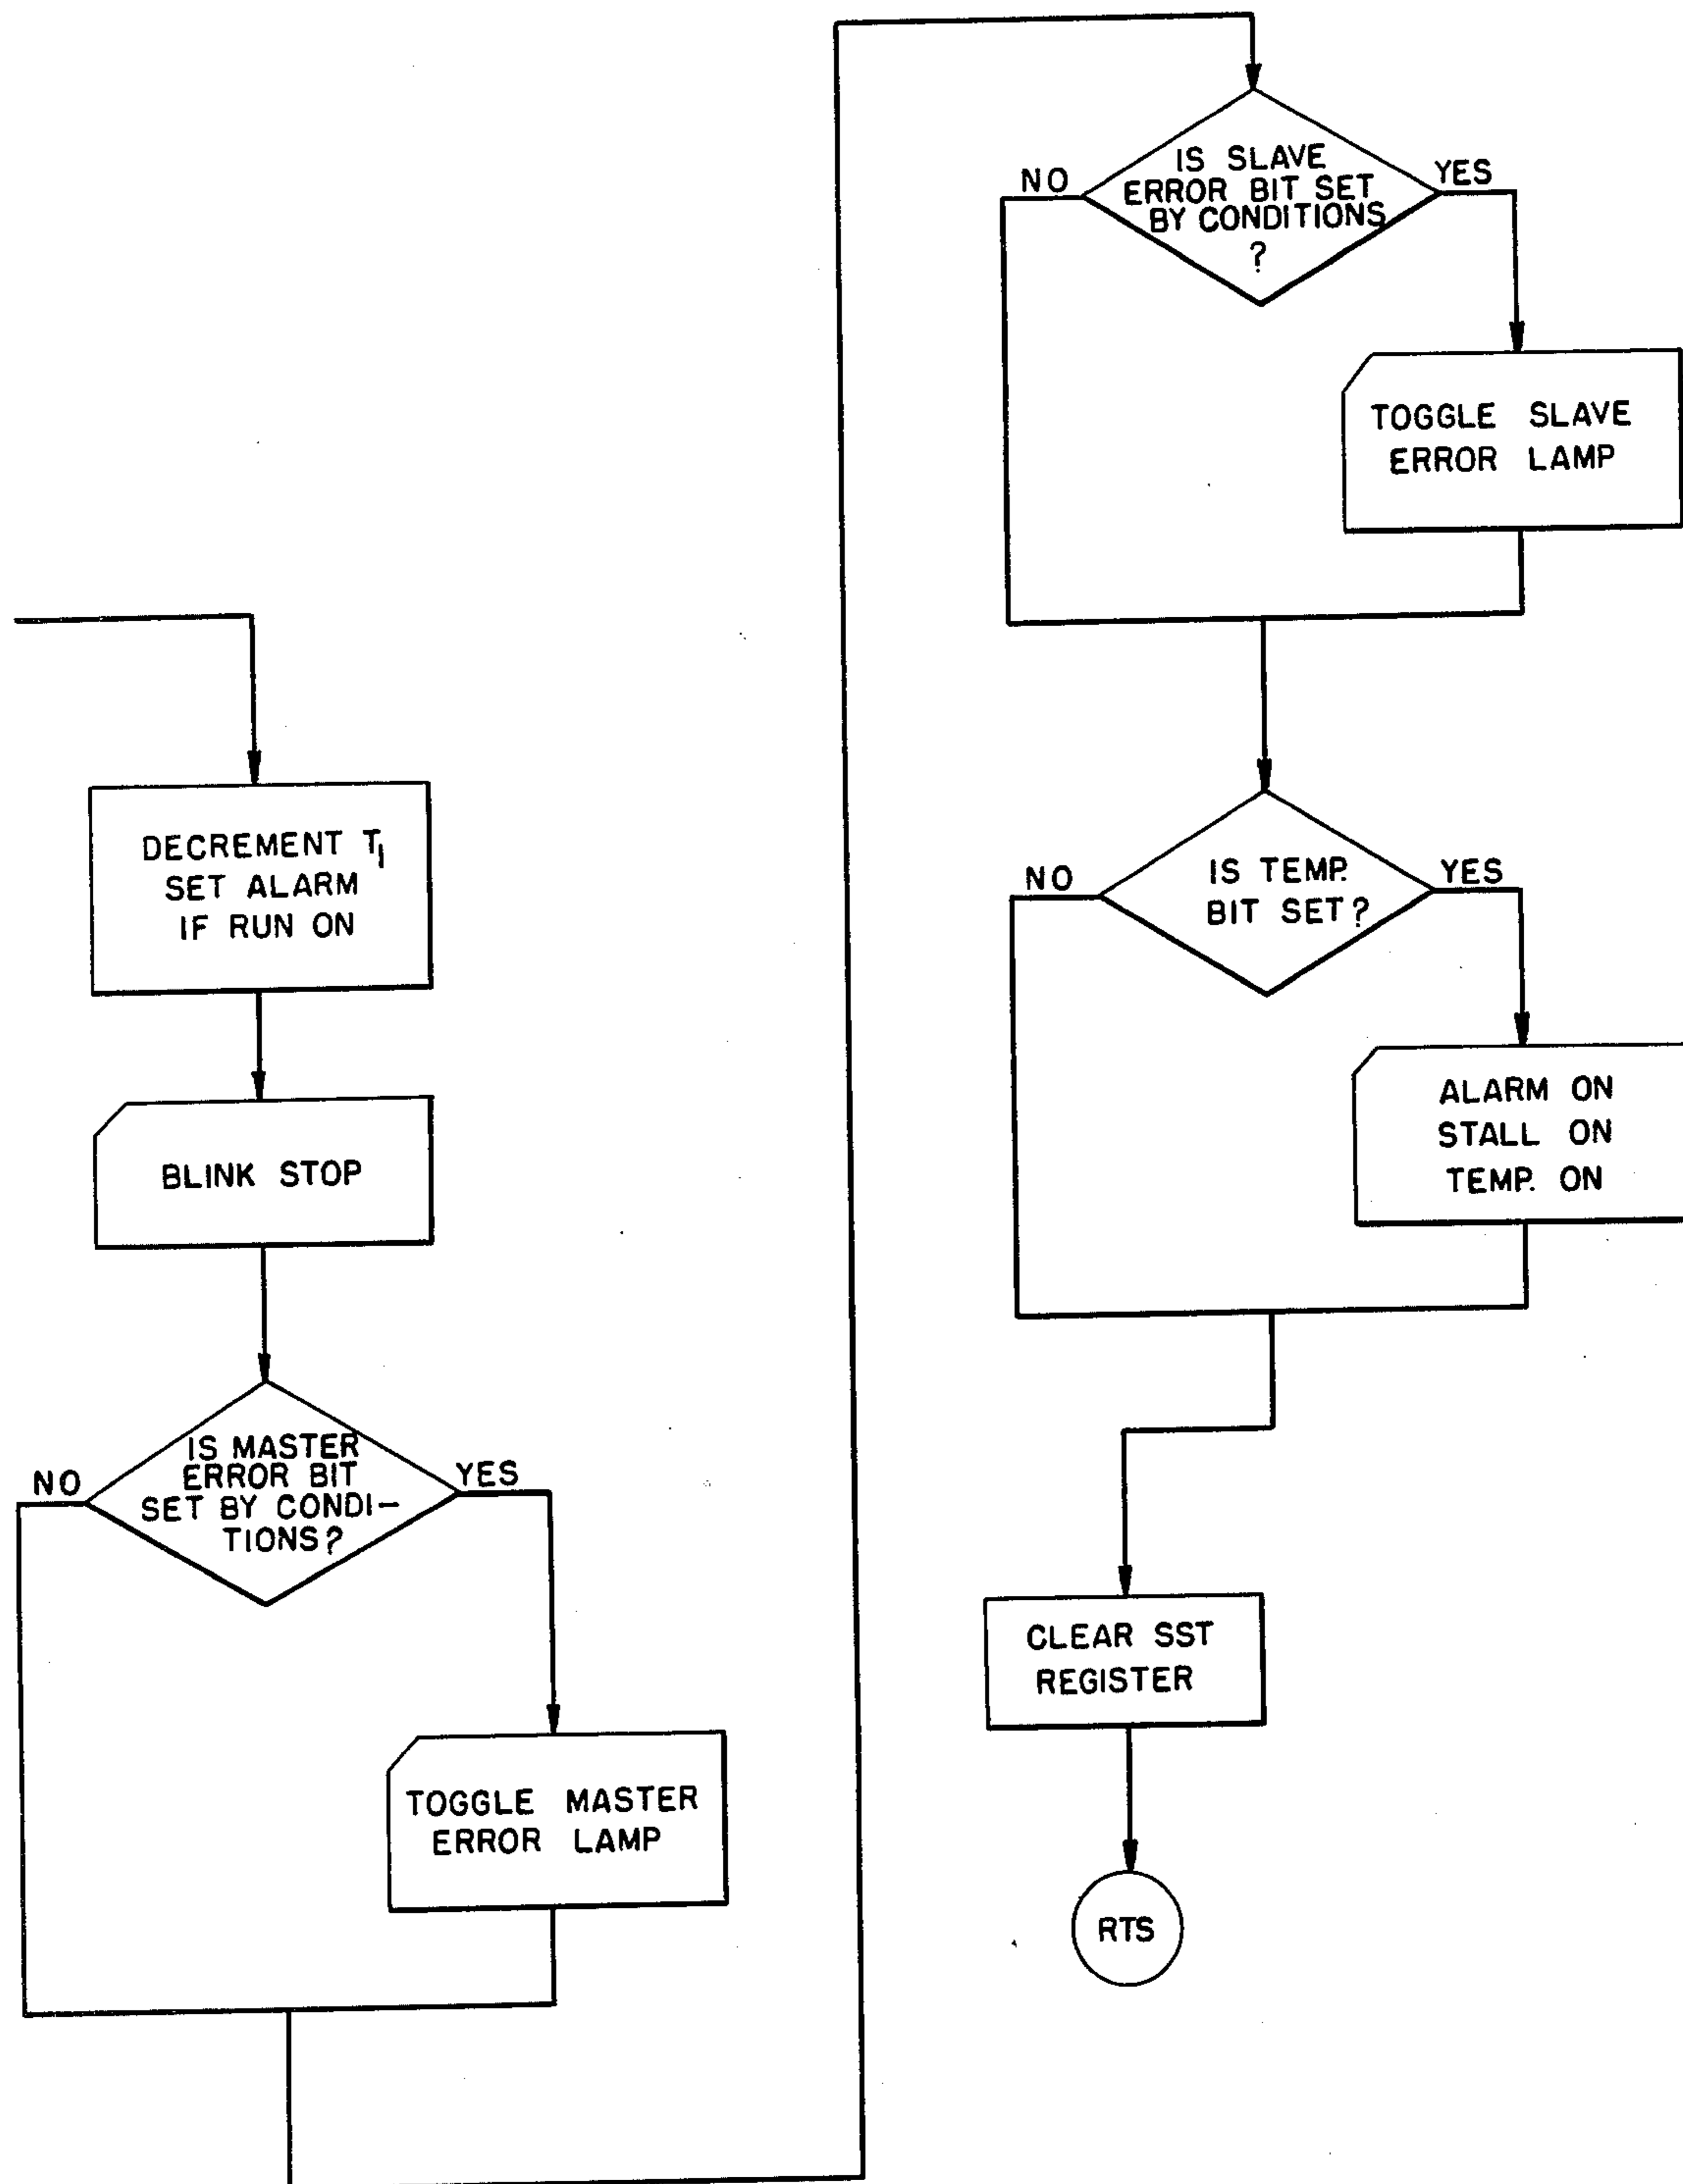 DECREMENT T1
SET ALARM
IF RUN ON
BLINK STOP
IS MASTER
ERROR BIT
SET BY CONDI-
TIONS?
NO
YES
TOGGLE MASTER
ERROR LAMP
IS SLAVE
ERROR BIT SET
BY CONDITIONS
?
NO
YES
TOGGLE SLAVE
ERROR LAMP
IS TEMP.
BIT SET?
NO
YES
ALARM ON
STALL ON
TEMP. ON
CLEAR SST
REGISTER
RTS